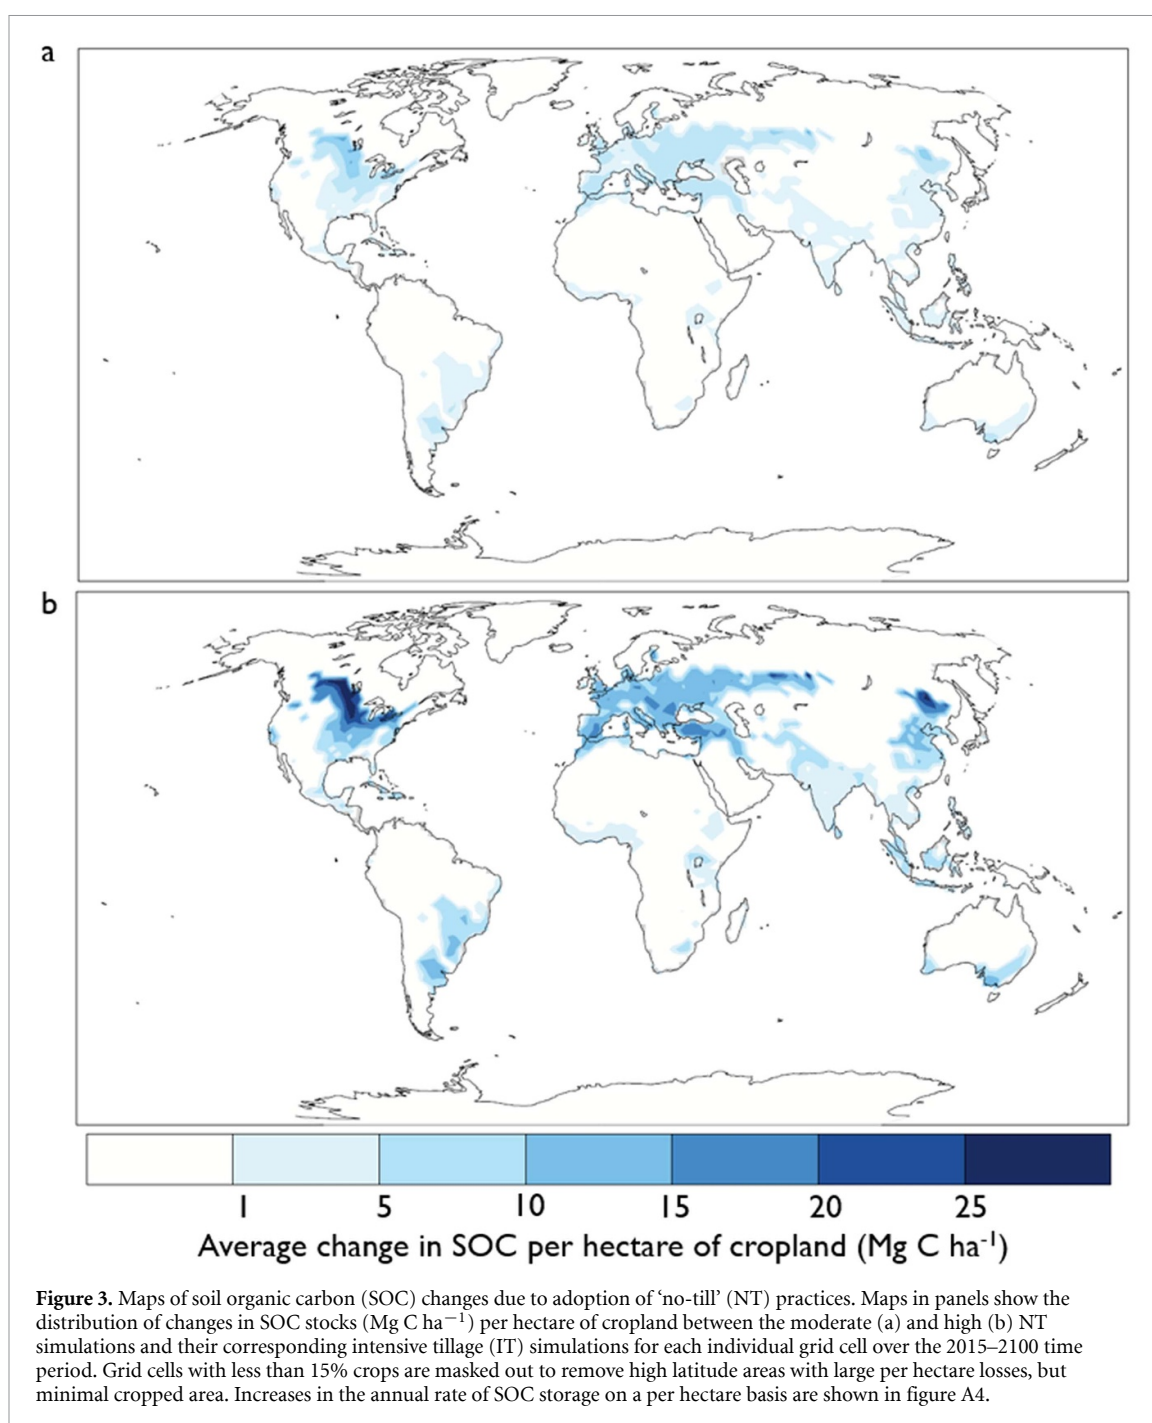 a
b
1 5 10 15 20 25
Average change in SOC per hectare of cropland (Mg C ha⁻¹)
Figure 3. Maps of soil organic carbon (SOC) changes due to adoption of ‘no-till’ (NT) practices. Maps in panels show the
distribution of changes in SOC stocks (Mg C ha⁻¹) per hectare of cropland between the moderate (a) and high (b) NT
simulations and their corresponding intensive tillage (IT) simulations for each individual grid cell over the 2015–2100 time
period. Grid cells with less than 15% crops are masked out to remove high latitude areas with large per hectare losses, but
minimal cropped area. Increases in the annual rate of SOC storage on a per hectare basis are shown in figure A4.